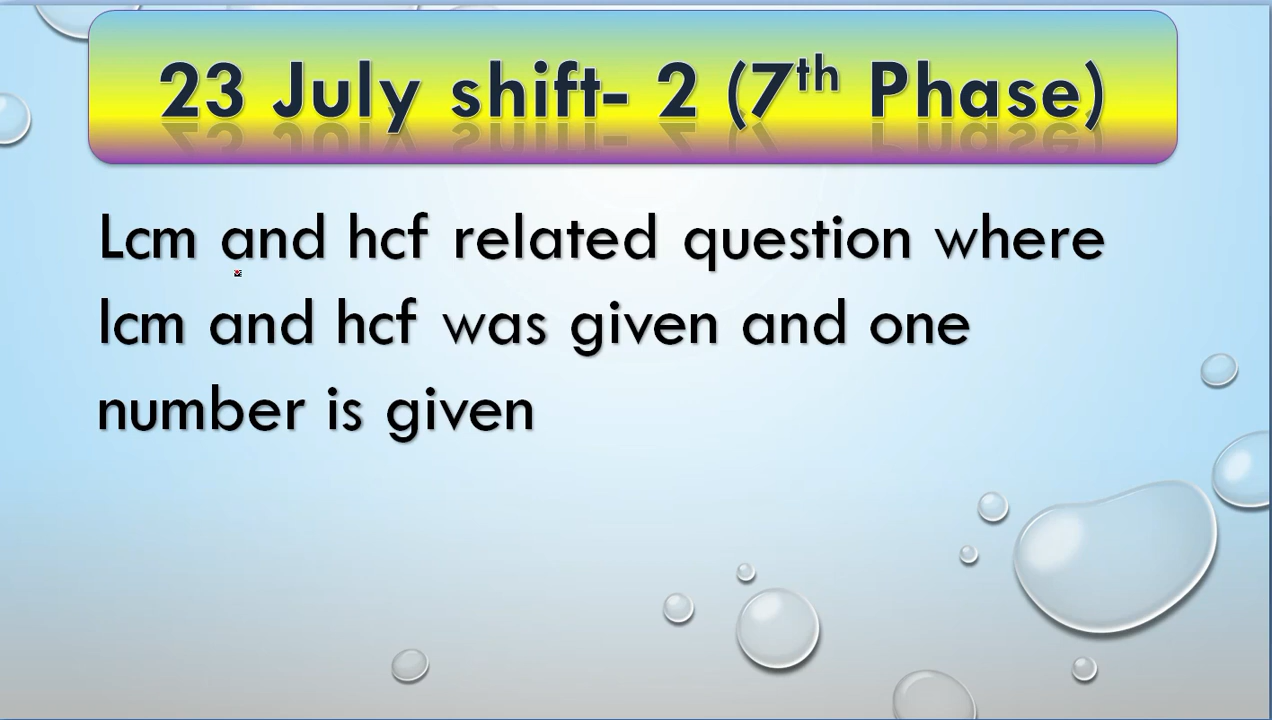 23 July shift- 2 (7th Phase)
Lcm and hcf related question where
lcm and hcf was given and one
number is given